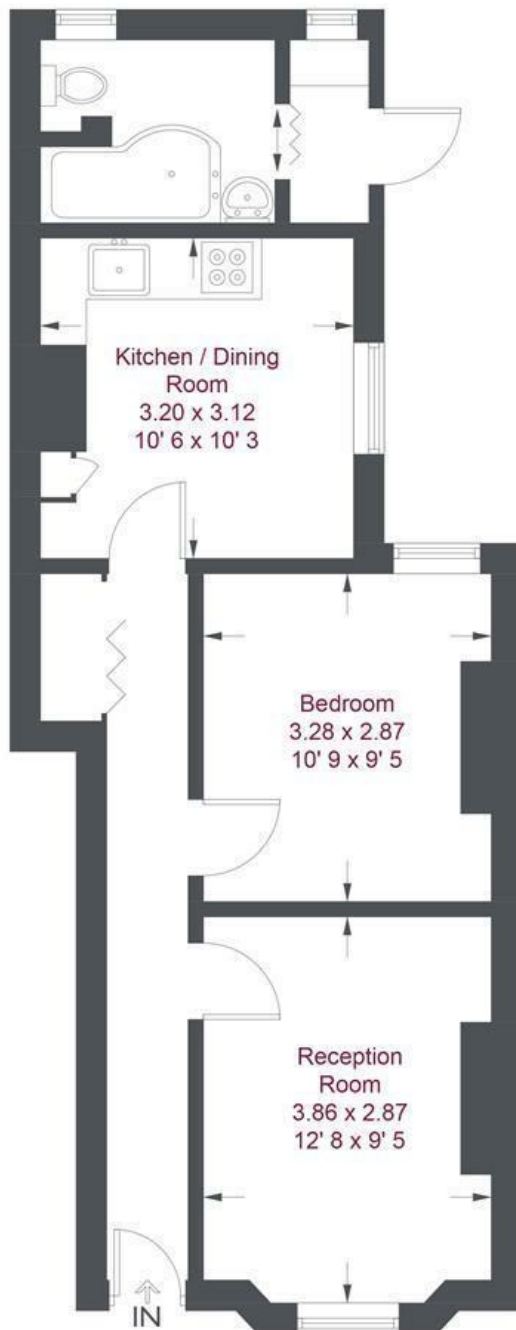 Kitchen / Dining
Room
3.20 x 3.12
10' 6 x 10' 3
Bedroom
3.28 x 2.87
10' 9 x 9' 5
Reception
Room
3.86 x 2.87
12' 8 x 9' 5
IN